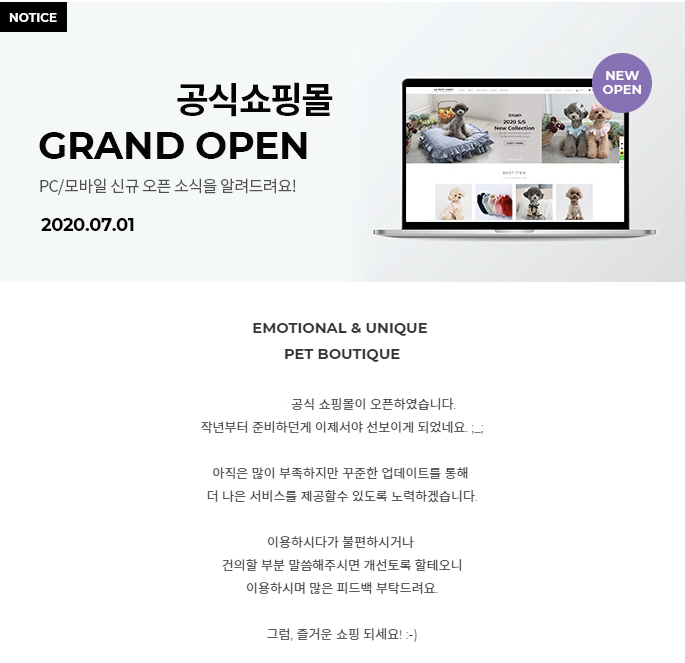 NOTICE
공식쇼핑몰
GRAND OPEN
PC/모바일 신규 오픈 소식을 알려드려요!
2020.07.01
NEW
OPEN
2020 S/S
New Collection
BEST ITEM
EMOTIONAL & UNIQUE
PET BOUTIQUE
공식 쇼핑몰이 오픈하였습니다.
작년부터 준비하던게 이제서야 선보이게 되었네요. ;_;
아직은 많이 부족하지만 꾸준한 업데이트를 통해
더 나은 서비스를 제공할수 있도록 노력하겠습니다.
이용하시다가 불편하시거나
건의할 부분 말씀해주시면 개선토록 할테오니
이용하시며 많은 피드백 부탁드려요.
그럼, 즐거운 쇼핑 되세요! :-)